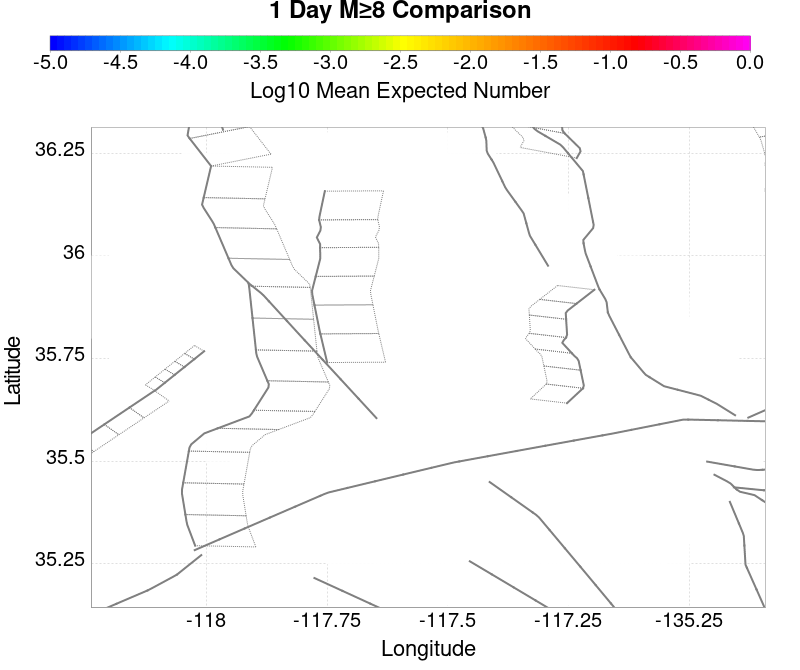 1 Day M≥8 Comparison
-5.0 -4.5 -4.0 -3.5 -3.0 -2.5 -2.0 -1.5 -1.0 -0.5 0.0
Log10 Mean Expected Number
36.25
36
35.75
35.5
35.25
Latitude
-118 -117.75 -117.5 -117.25 -135.25
Longitude